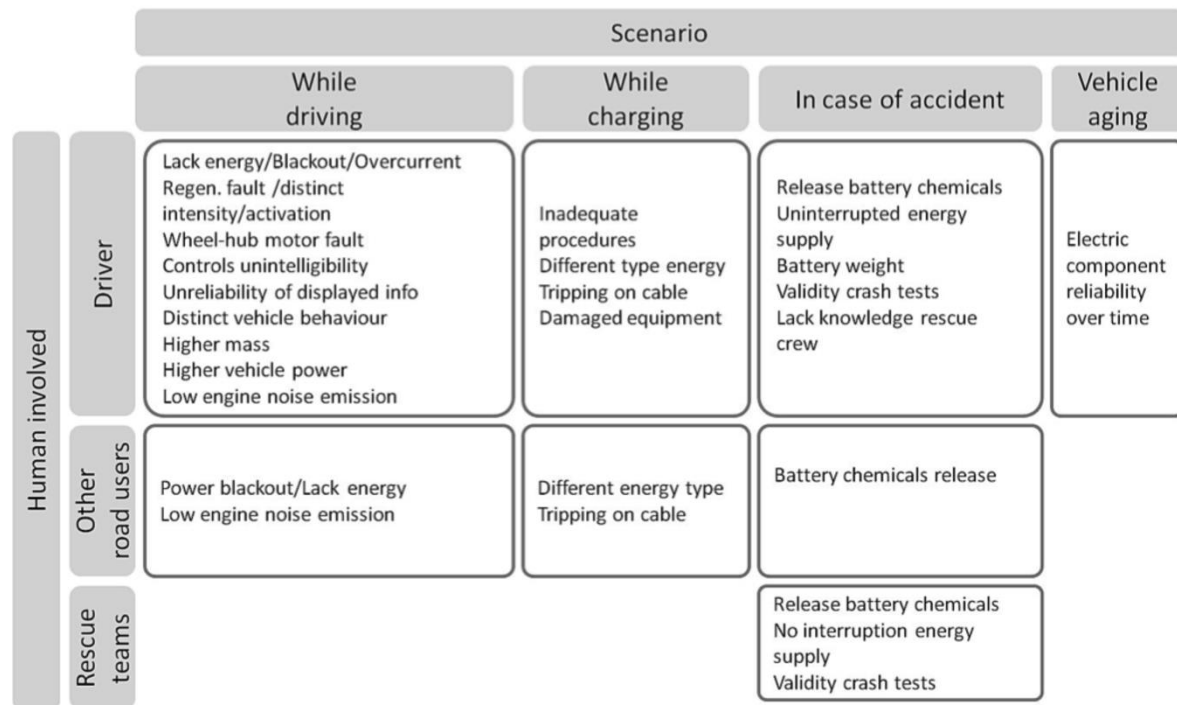 Scenario
While
driving
While
charging
In case of accident
Vehicle
aging
Human involved
Driver
Lack energy/Blackout/Overcurrent
Regen. fault /distinct
intensity/activation
Wheel-hub motor fault
Controls unintelligibility
Unreliability of displayed info
Distinct vehicle behaviour
Higher mass
Higher vehicle power
Low engine noise emission
Inadequate
procedures
Different type energy
Tripping on cable
Damaged equipment
Release battery chemicals
Uninterrupted energy
supply
Battery weight
Validity crash tests
Lack knowledge rescue
crew
Electric
component
reliability
over time
Other
road users
Power blackout/Lack energy
Low engine noise emission
Different energy type
Tripping on cable
Battery chemicals release
Rescue
teams
Release battery chemicals
No interruption energy
supply
Validity crash tests